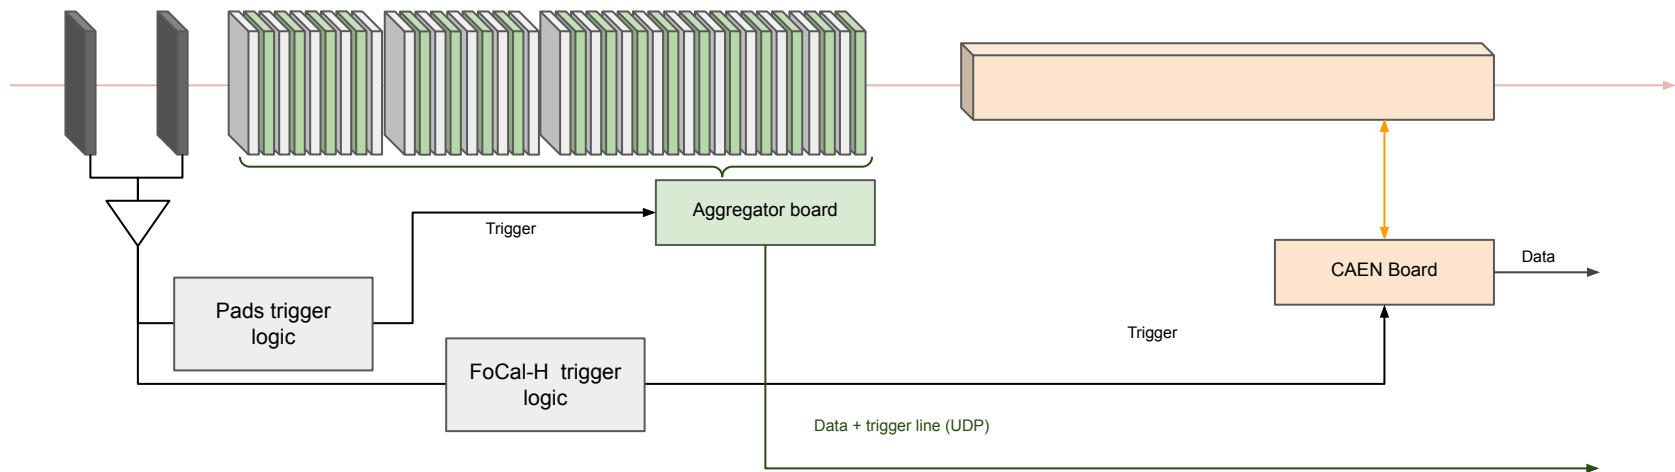 Aggregator board
Trigger
CAEN Board
Data
Pads trigger
logic
Trigger
FoCal-H trigger
logic
Data + trigger line (UDP)